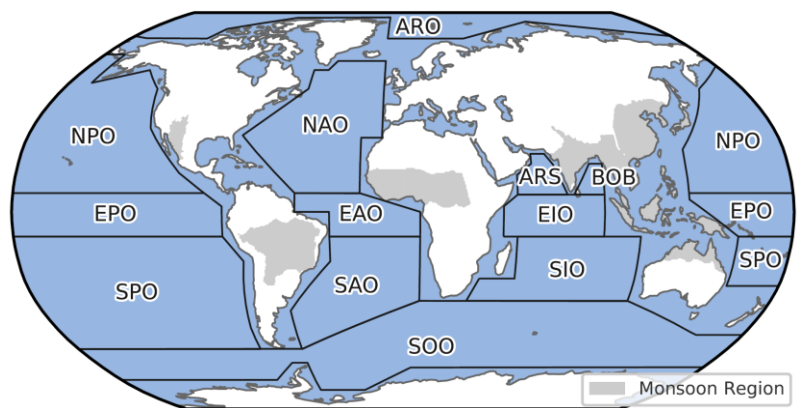 ARO
NAO
NPO
NPO
ARS
BOB
EPO
EAO
EIO
EPO
SPO
SIO
SAO
SPO
SOO
Monsoon Region